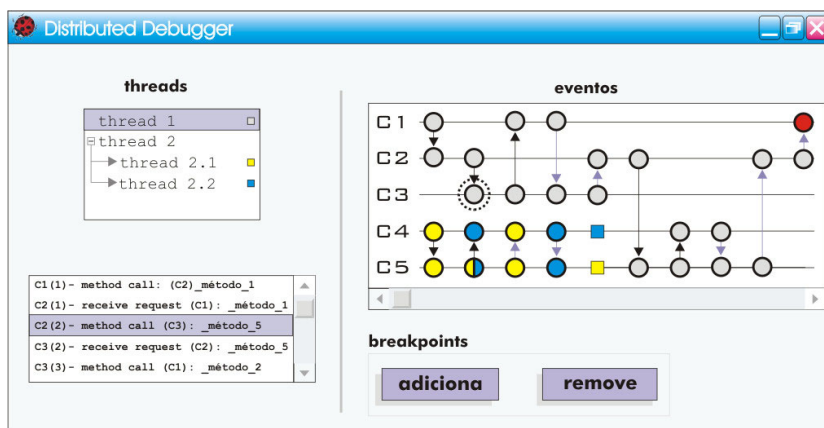 Distributed Debugger
threads
thread 1
thread 2
thread 2.1
thread 2.2
C1(1)- method call: (C2)_método_1
C2(1)- receive request (C1): _método_1
C2(2)- method call (C3): _método_5
C3(2)- receive request (C2): _método_5
C3(3)- method call (C1): _método_2
eventos
C1
C2
C3
C4
C5
breakpoints
adiciona
remove